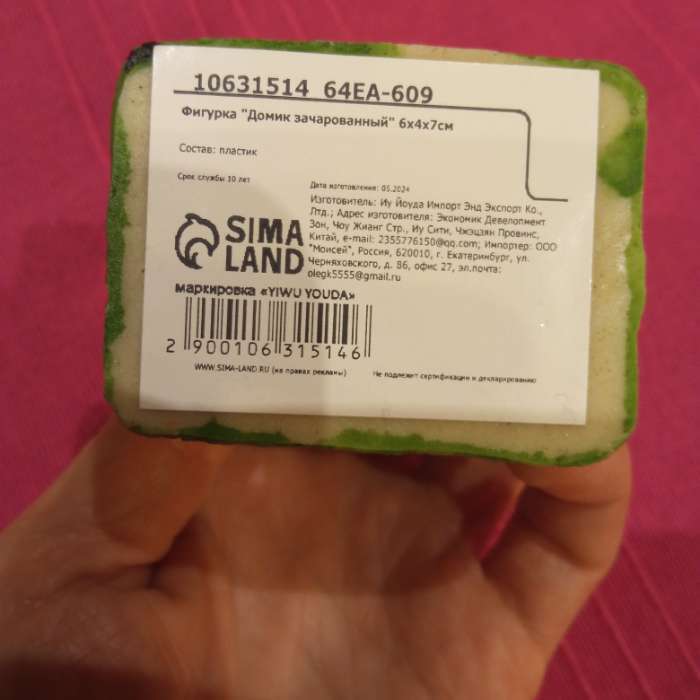 10631514 64EA-609
Фигурка "Домик зачарованный" 6х4х7см
Состав: пластик
Срок службы 10 лет
Дата изготовления: 05.2024
Изготовитель: Иу Йоуда Импорт Энд Экспорт Ко.,
Лтд.; Адрес изготовителя: Экономик Девелопмент
Зон, Чоу Жианг Стр., Иу Сити, Чжэцзян Провинс,
Китай, e-mail: 2355776150@qq.com; Импортер: ООО
"Моисей", Россия, 620010, г. Екатеринбург, ул.
Черняховского, д. 86, офис 27, эл.почта:
olegk5555@gmail.ru
SIMA
LAND
маркировка «YIWU YOUDA»
2 900106 315146
WWW.SIMA-LAND.RU (на правах рекламы)
Не подлежит сертификации и декларированию